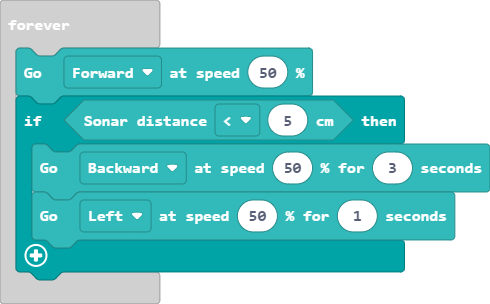 forever
Go Forward at speed 50 %
if Sonar distance < 5 cm then
Go Backward at speed 50 % for 3 seconds
Go Left at speed 50 % for 1 seconds